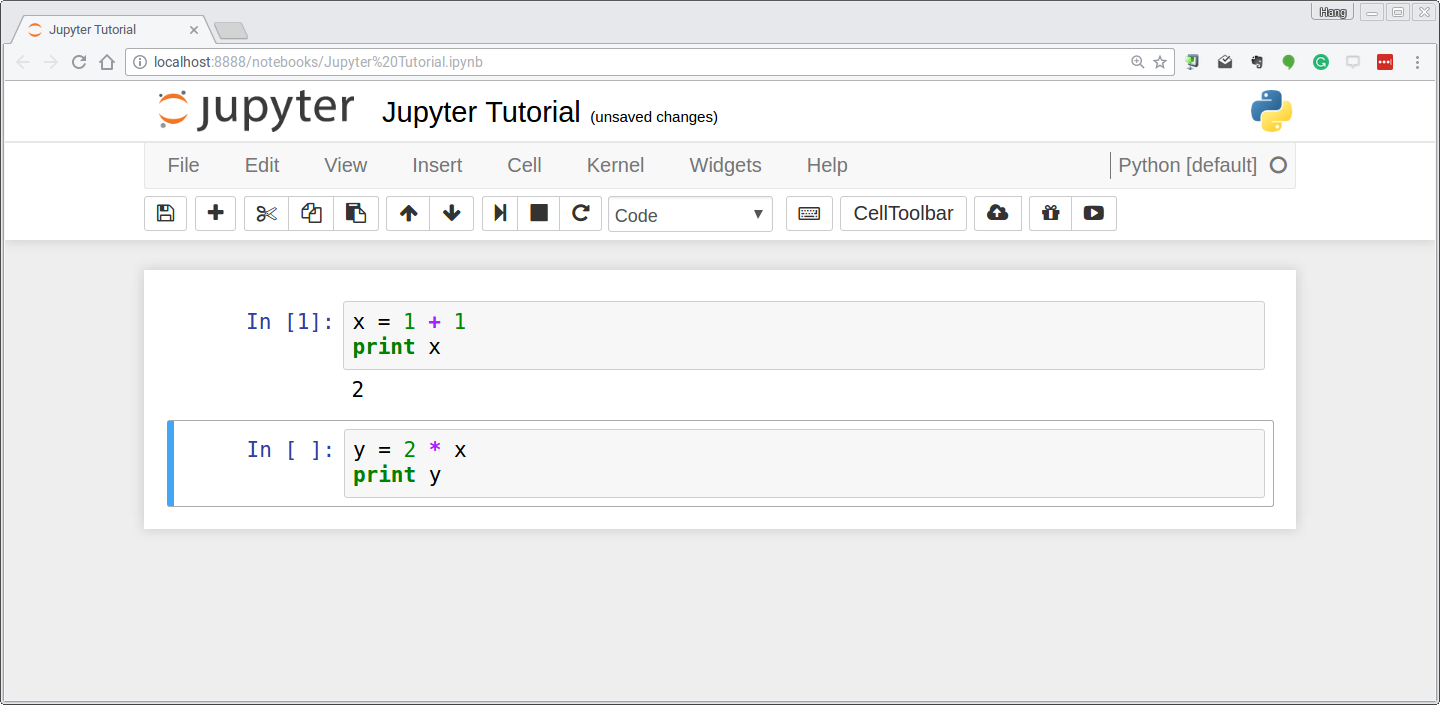 Hang
Jupyter Tutorial
localhost:8888/notebooks/Jupyter%20Tutorial.ipynb
jupyter Jupyter Tutorial (unsaved changes)
File Edit View Insert Cell Kernel Widgets Help Python [default]
Code CellToolbar
In [1]: x = 1 + 1
print x
2
In [ ]: y = 2 * x
print y